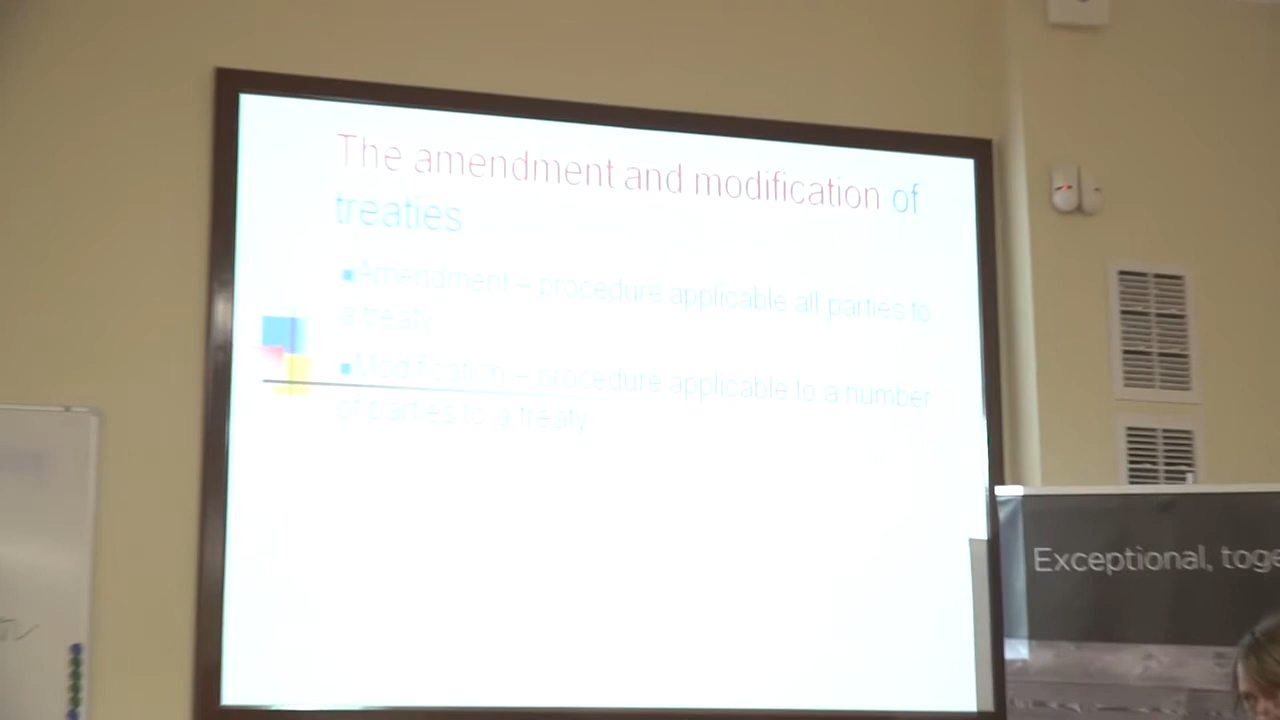 The amendment and modification of
treaties
Amendment – procedure applicable all parties to
a treaty
Modification – procedure applicable to a number
of parties to a treaty
Exceptional, toge